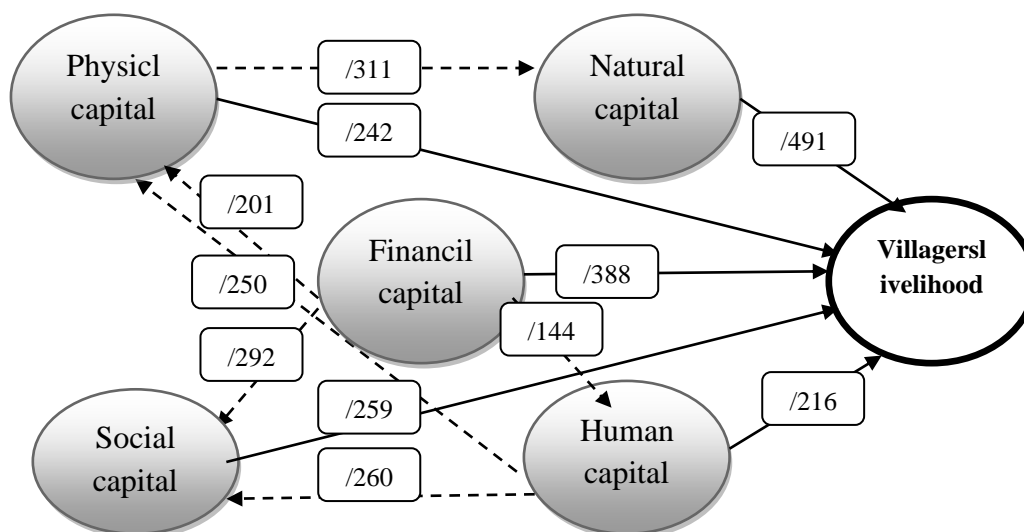 Physicl
capital
/311
Natural
capital
/242
/491
/201
Financil
capital
/250
/388
Villagersl
ivelihood
/144
/292
/259
/216
Social
capital
Human
capital
/260